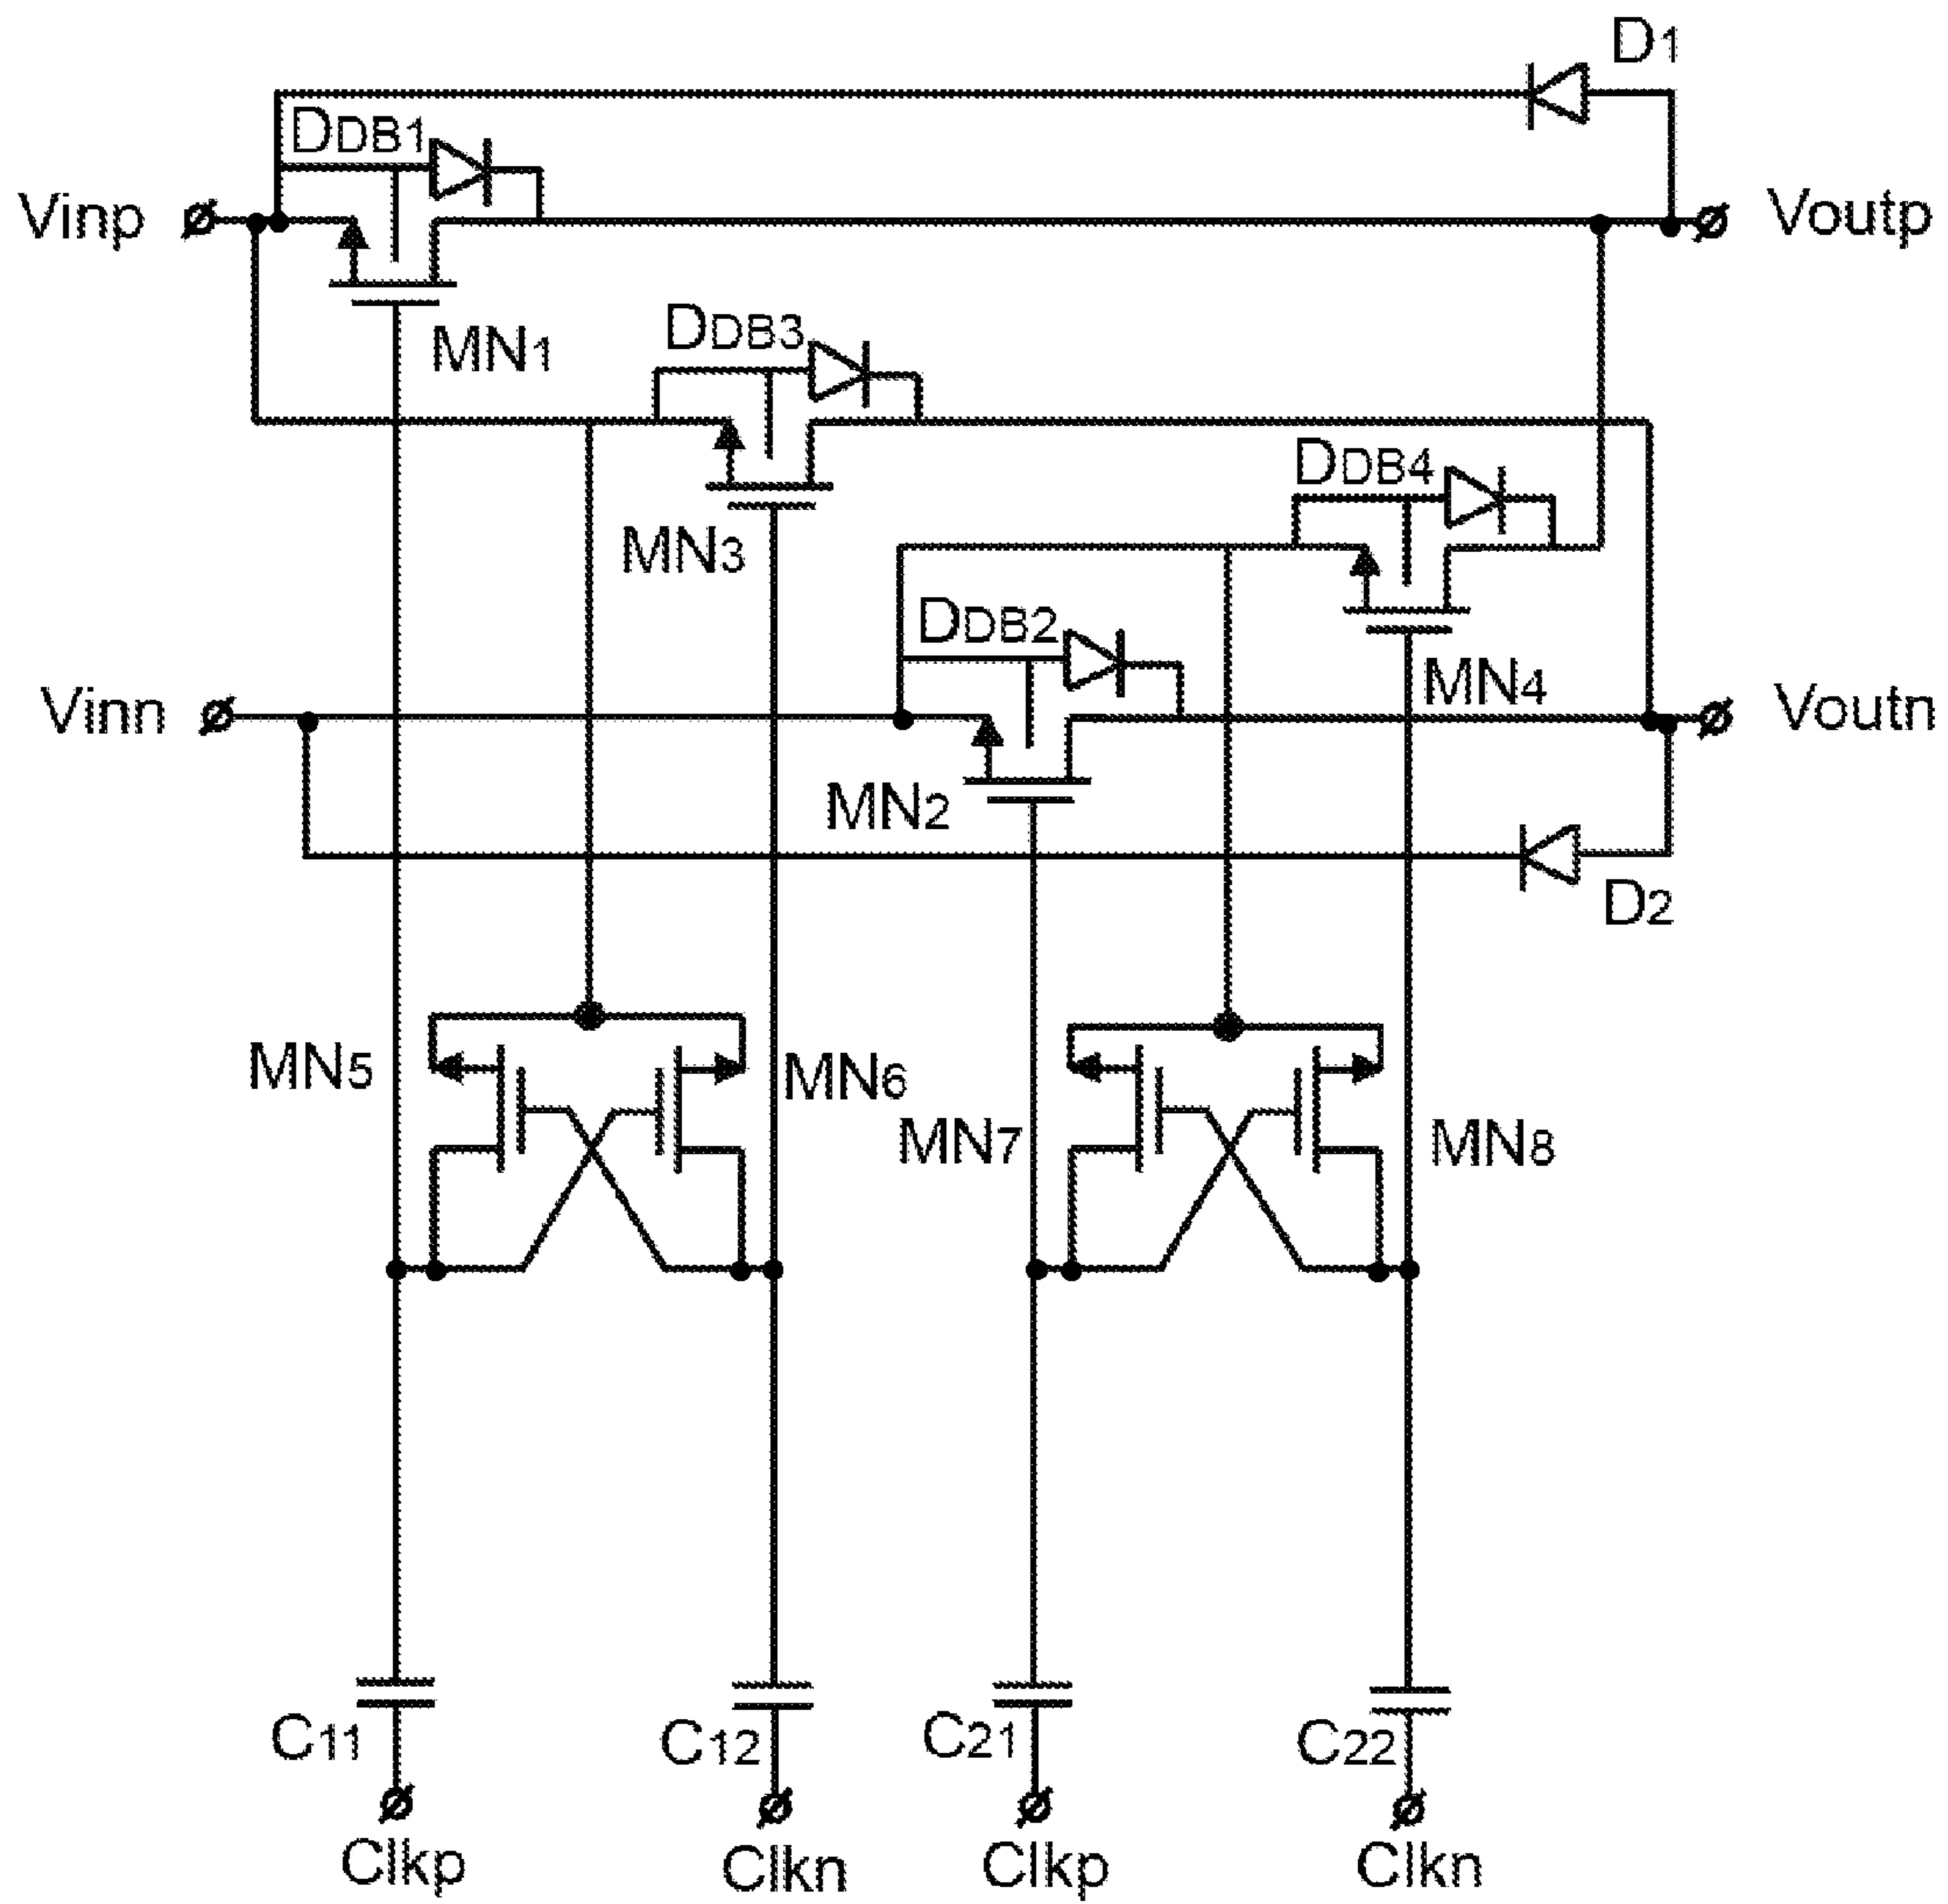 D1
DDB1
Vinp
Voutp
MN1
DDB3
DDB4
MN3
DDB2
MN4
Vinn
Voutn
MN2
D2
MN5
MN6
MN7
MN8
C11
C12
C21
C22
Clkp
Clkn
Clkp
Clkn